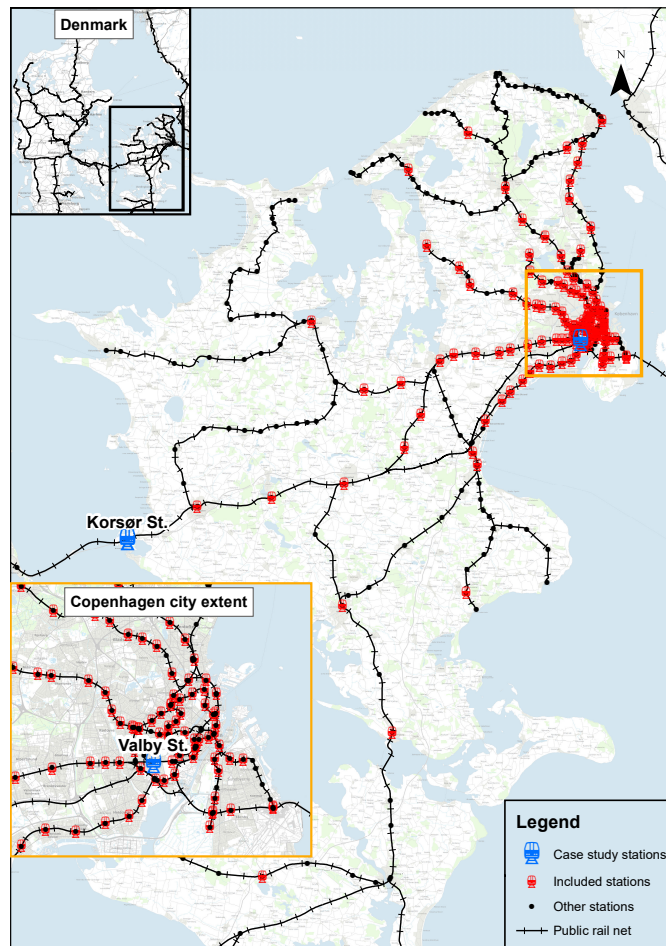 Denmark
N
Korsør St.
Copenhagen city extent
Valby St.
Legend
Case study stations
Included stations
Other stations
Public rail net